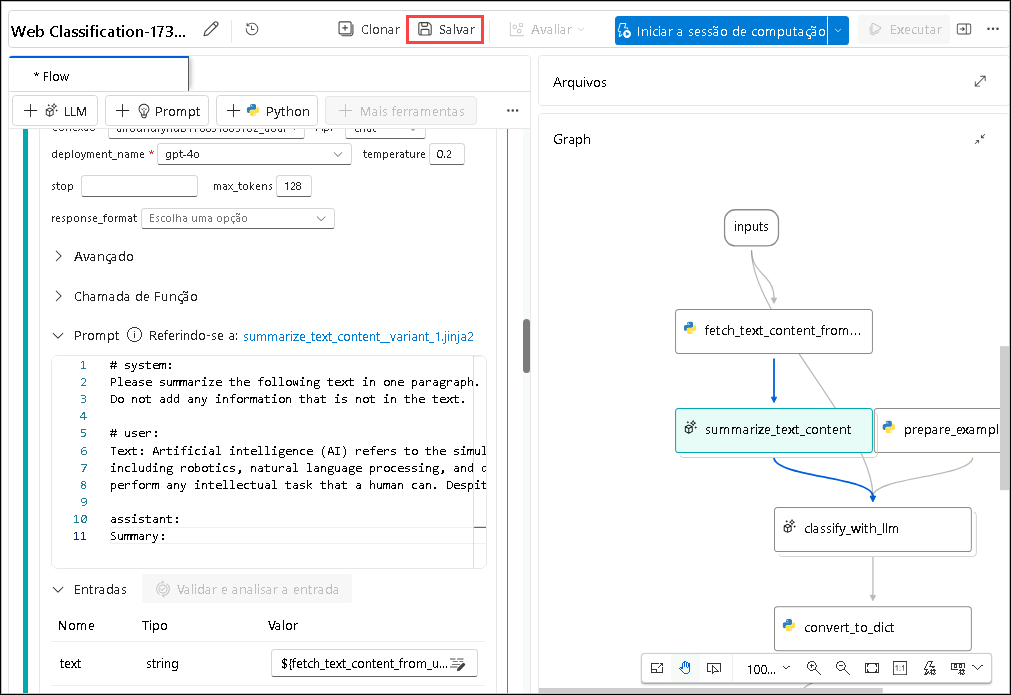 Web Classification-173...
Clonar
Salvar
Avaliar
Iniciar a sessão de computação
Executar
* Flow
LLM
Prompt
Python
Mais ferramentas
deployment_name * gpt-4o
temperature 0.2
stop
max_tokens 128
response_format Escolha uma opção
Avançado
Chamada de Função
Prompt Referindo-se a: summarize_text_content__variant_1.jinja2
1 # system:
2 Please summarize the following text in one paragraph.
3 Do not add any information that is not in the text.
4
5 # user:
6 Text: Artificial intelligence (AI) refers to the simul
7 including robotics, natural language processing, and
8 perform any intellectual task that a human can. Despit
9
10 assistant:
11 Summary:
Entradas
Validar e analisar a entrada
Nome Tipo Valor
text string ${fetch_text_content_from_u...
Arquivos
Graph
inputs
fetch_text_content_from...
summarize_text_content
prepare_exampl
classify_with_llm
convert_to_dict
100...
1:1